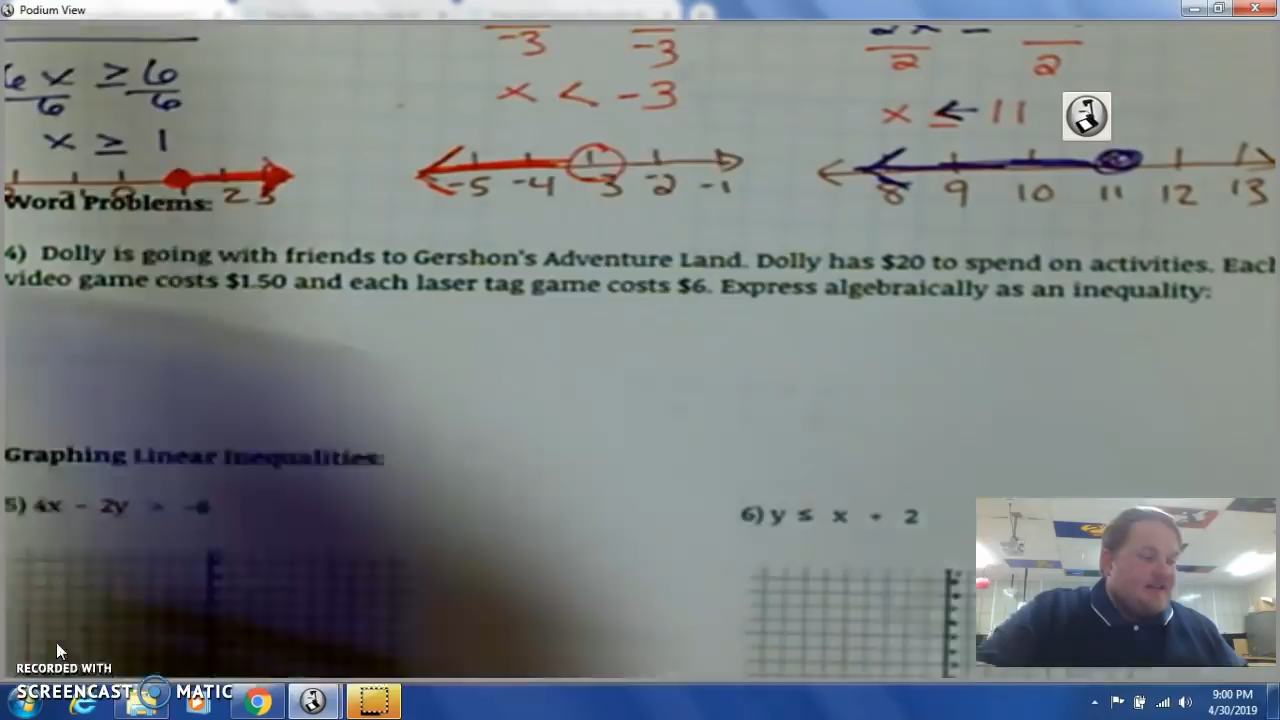 Podium View
-3 -3
2x
2 2
6x ≥ 6
6 6
x < -3
x ≤ 11
x ≥ 1
0 2 3
-5 -4 -3 -2 -1
8 9 10 11 12 13
Word Problems:
4) Dolly is going with friends to Gershon's Adventure Land. Dolly has $20 to spend on activities. Each
video game costs $1.50 and each laser tag game costs $6. Express algebraically as an inequality:
Graphing Linear Inequalities:
5) 4x - 2y > -6
6) y ≤ x + 2
RECORDED WITH
SCREENCAST MATIC
9:00 PM
4/30/2019